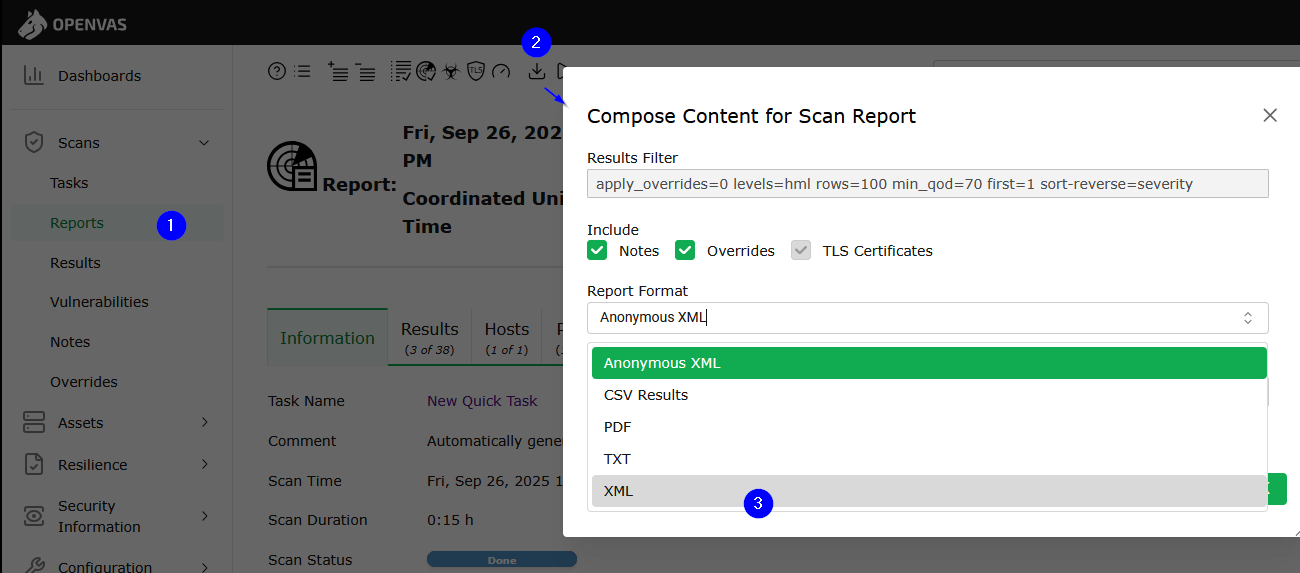 OPENVAS
2
Dashboards
TLS
Compose Content for Scan Report
Scans
Fri, Sep 26, 202
PM
Report:
Coordinated Uni
Time
Results Filter
apply_overrides=0 levels=hml rows=100 min_qod=70 first=1 sort-reverse=severity
Tasks
Reports
1
Results
Vulnerabilities
Notes
Overrides
Include
Notes Overrides TLS Certificates
Report Format
Anonymous XML
Anonymous XML
CSV Results
PDF
TXT
XML
3
Information
Results
(3 of 38)
Hosts
(1 of 1)
Task Name New Quick Task
Comment Automatically gene
Scan Time Fri, Sep 26, 2025 1
Scan Duration 0:15 h
Scan Status Done
Assets
Resilience
Security
Information
Configuration